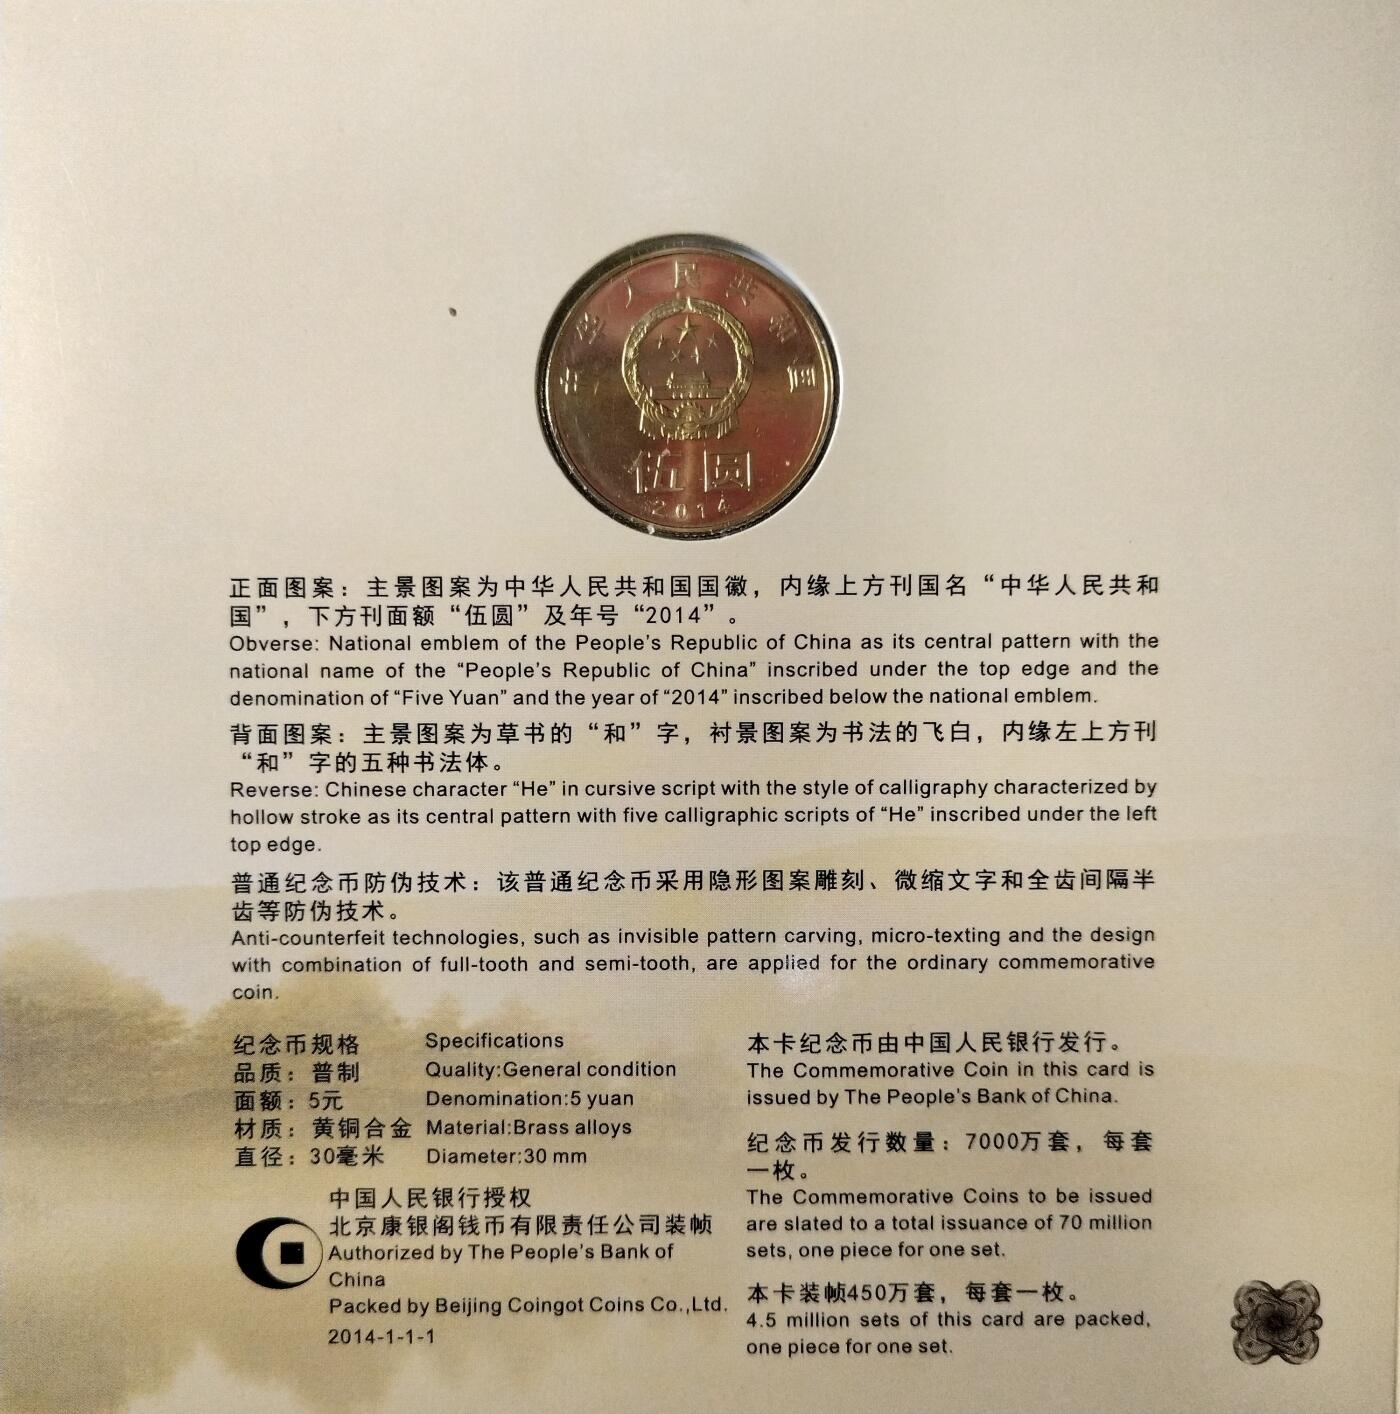 中华人民共和国
伍圆
2014
正面图案：主景图案为中华人民共和国国徽，内缘上方刊国名“中华人民共和
国”，下方刊面额“伍圆”及年号“2014”。
Obverse: National emblem of the People's Republic of China as its central pattern with the
national name of the “People's Republic of China” inscribed under the top edge and the
denomination of “Five Yuan” and the year of “2014” inscribed below the national emblem.
背面图案：主景图案为草书的“和”字，衬景图案为书法的飞白，内缘左上方刊
“和”字的五种书法体。
Reverse: Chinese character “He” in cursive script with the style of calligraphy characterized by
hollow stroke as its central pattern with five calligraphic scripts of “He” inscribed under the left
top edge.
普通纪念币防伪技术：该普通纪念币采用隐形图案雕刻、微缩文字和全齿间隔半
齿等防伪技术。
Anti-counterfeit technologies, such as invisible pattern carving, micro-texting and the design
with combination of full-tooth and semi-tooth, are applied for the ordinary commemorative
coin.
纪念币规格 Specifications
品质：普制 Quality:General condition
面额：5元 Denomination:5 yuan
材质：黄铜合金 Material:Brass alloys
直径：30毫米 Diameter:30 mm
中国人民银行授权
北京康银阁钱币有限责任公司装帧
Authorized by The People's Bank of
China
Packed by Beijing Coingot Coins Co.,Ltd.
2014-1-1-1
本卡纪念币由中国人民银行发行。
The Commemorative Coin in this card is
issued by The People's Bank of China.
纪念币发行数量：7000万套，每套
一枚。
The Commemorative Coins to be issued
are slated to a total issuance of 70 million
sets, one piece for one set.
本卡装帧450万套，每套一枚。
4.5 million sets of this card are packed,
one piece for one set.